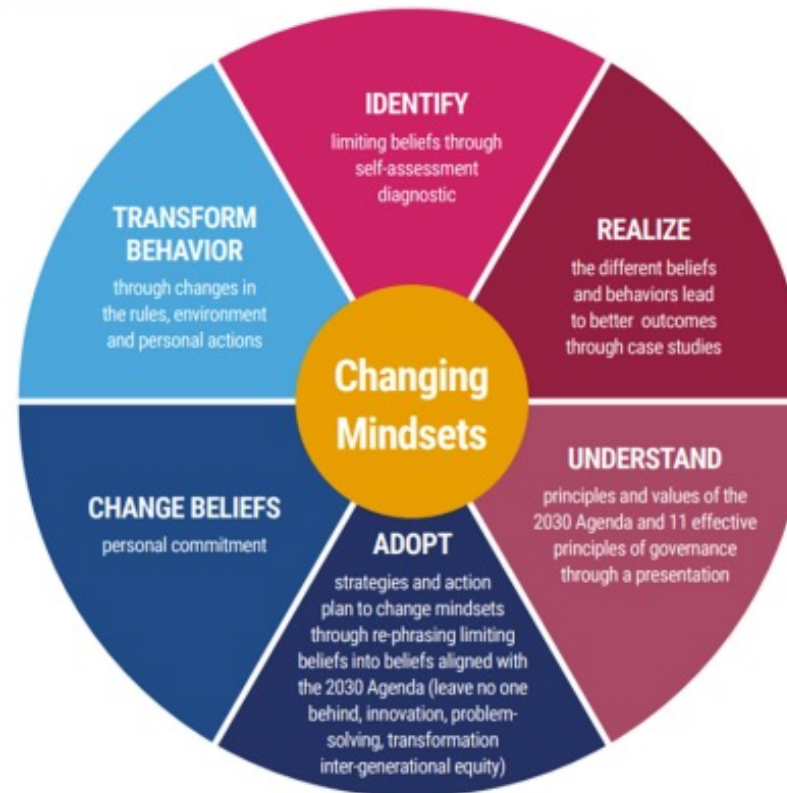 IDENTIFY
limiting beliefs through
self-assessment
diagnostic
REALIZE
the different beliefs
and behaviors lead
to better outcomes
through case studies
UNDERSTAND
principles and values of the
2030 Agenda and 11 effective
principles of governance
through a presentation
ADOPT
strategies and action
plan to change mindsets
through re-phrasing limiting
beliefs into beliefs aligned with
the 2030 Agenda (leave no one
behind, innovation, problem-
solving, transformation
inter-generational equity)
CHANGE BELIEFS
personal commitment
TRANSFORM
BEHAVIOR
through changes in
the rules, environment
and personal actions
Changing
Mindsets